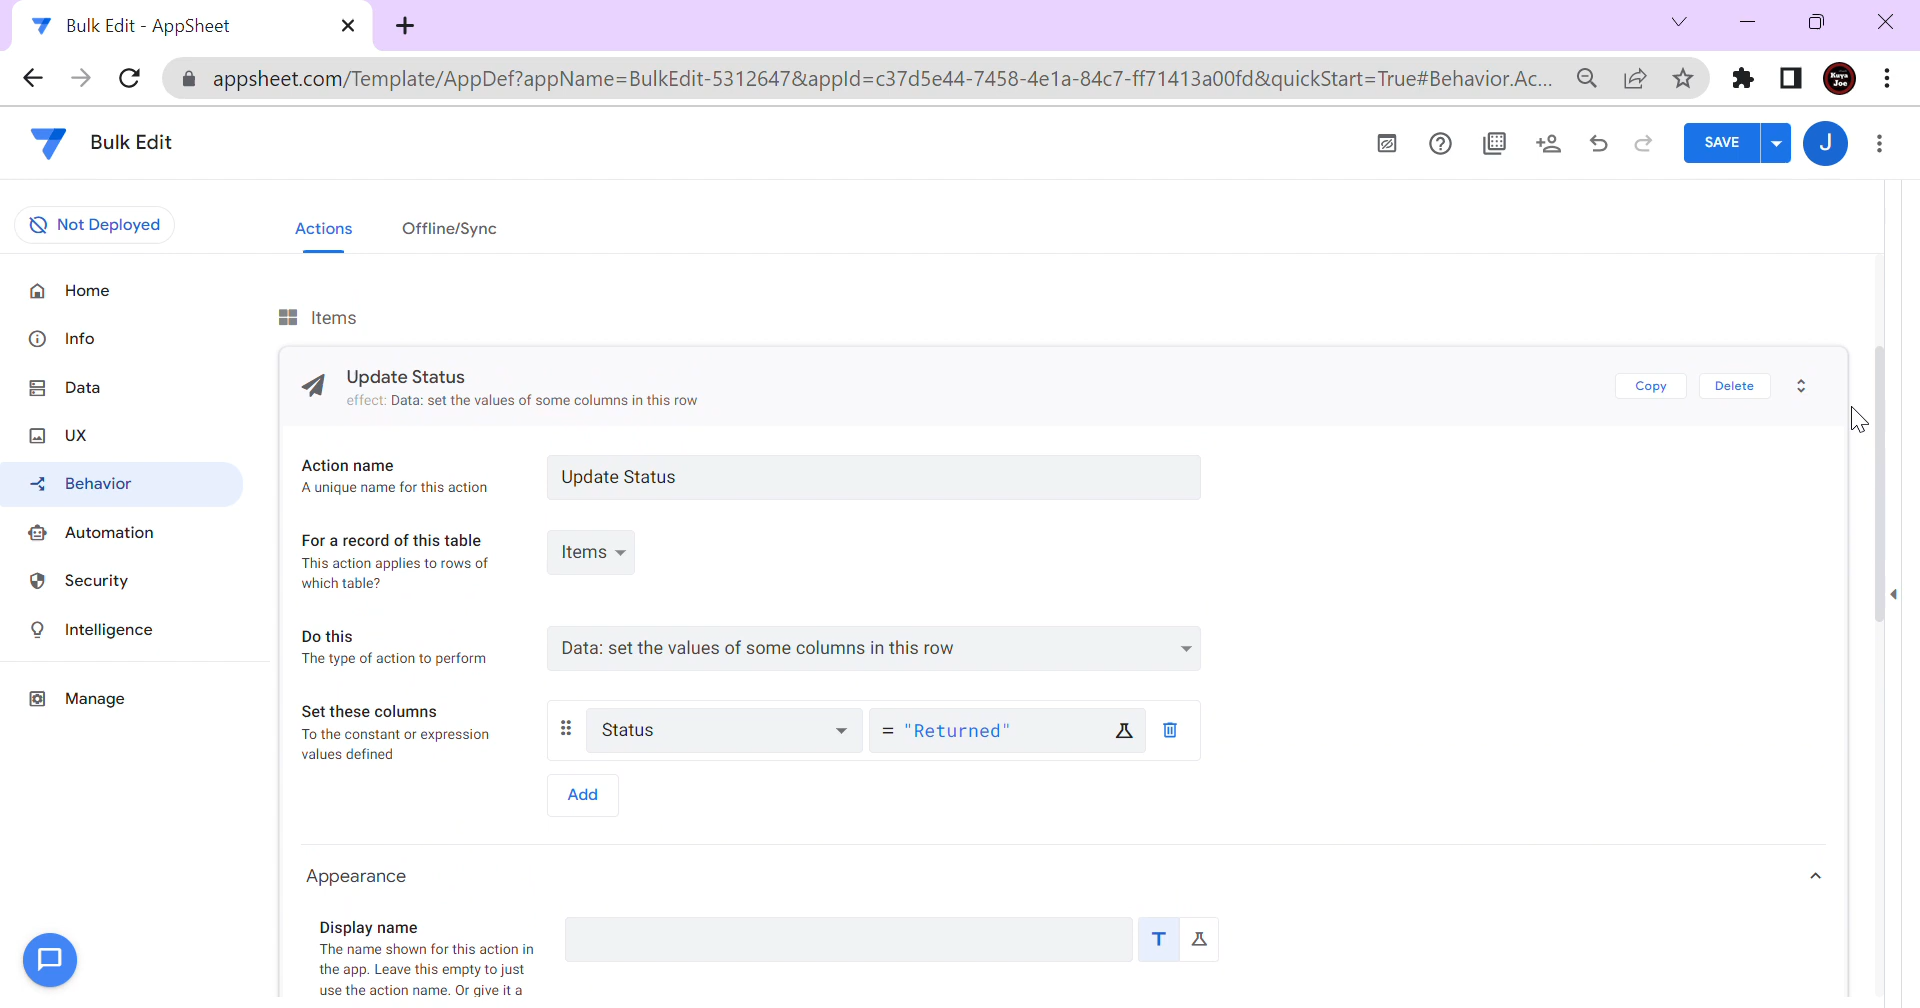 Bulk Edit - AppSheet
appsheet.com/Template/AppDef?appName=BulkEdit-5312647&appId=c37d5e44-7458-4e1a-84c7-ff71413a00fd&quickStart=True#Behavior.Ac...
Kuya Joe
Bulk Edit
SAVE
J
Not Deployed
Actions
Offline/Sync
Home
Info
Data
UX
Behavior
Automation
Security
Intelligence
Manage
Items
Update Status
effect: Data: set the values of some columns in this row
Copy
Delete
Action name
A unique name for this action
Update Status
For a record of this table
This action applies to rows of
which table?
Items
Do this
The type of action to perform
Data: set the values of some columns in this row
Set these columns
To the constant or expression
values defined
Status
= "Returned"
Add
Appearance
Display name
The name shown for this action in
the app. Leave this empty to just
use the action name. Or give it a
T